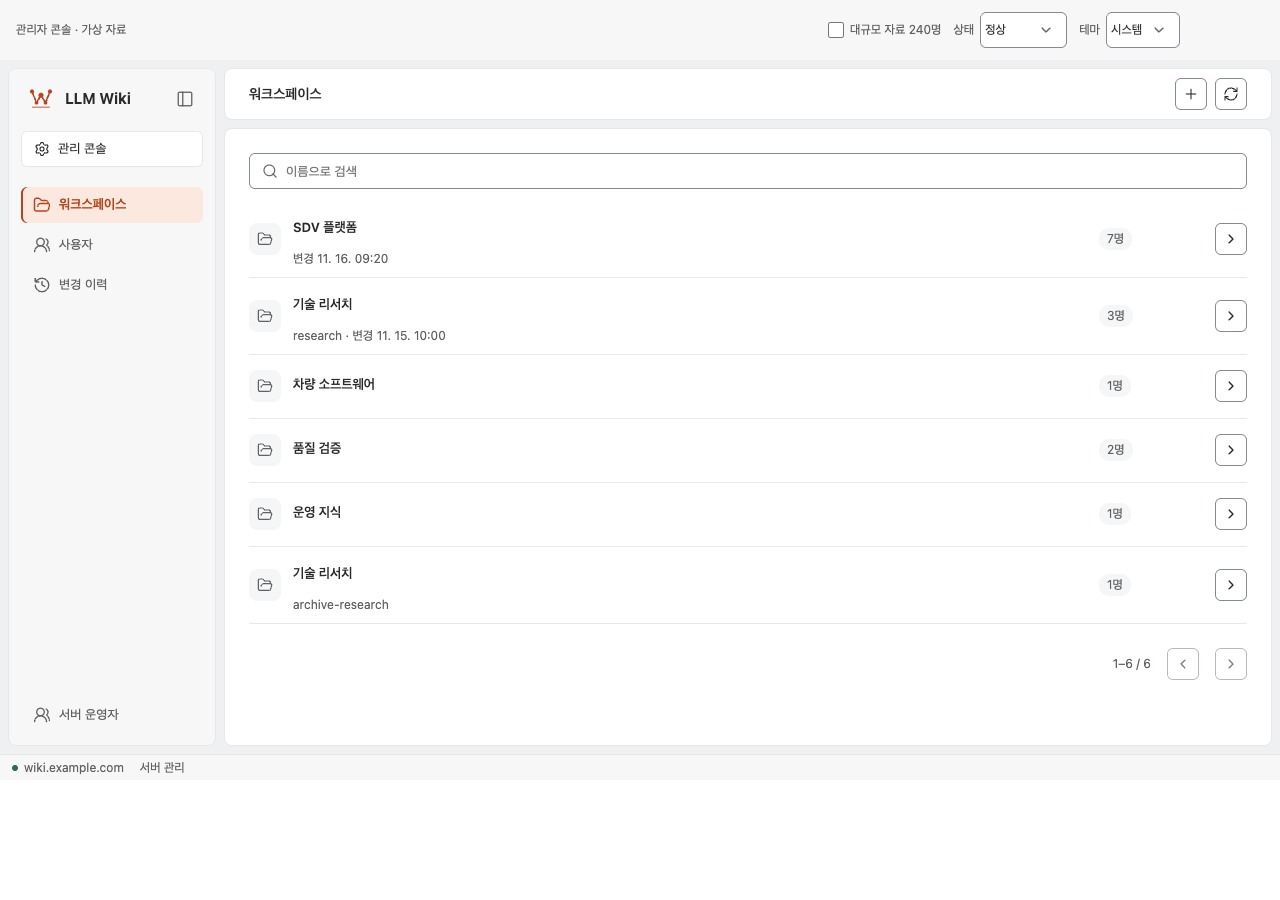 관리자 콘솔 · 가상 자료
대규모 자료 240명 상태 정상 테마 시스템
LLM Wiki
관리 콘솔
워크스페이스
사용자
변경 이력
서버 운영자
워크스페이스
이름으로 검색
SDV 플랫폼
변경 11. 16. 09:20
7명
기술 리서치
research · 변경 11. 15. 10:00
3명
차량 소프트웨어
1명
품질 검증
2명
운영 지식
1명
기술 리서치
archive-research
1명
1–6 / 6
wiki.example.com 서버 관리